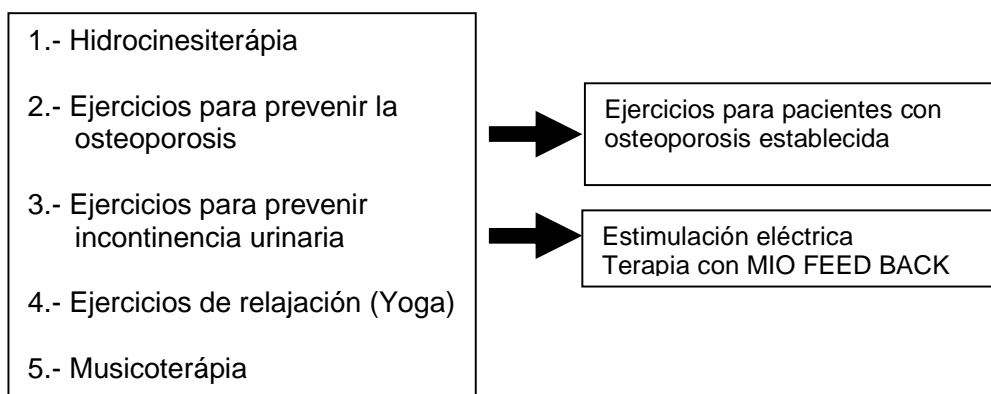 1.- Hidrocinesiterápia
2.- Ejercicios para prevenir la
osteoporosis
3.- Ejercicios para prevenir
incontinencia urinaria
4.- Ejercicios de relajación (Yoga)
5.- Musicoterápia
Ejercicios para pacientes con
osteoporosis establecida
Estimulación eléctrica
Terapia con MIO FEED BACK